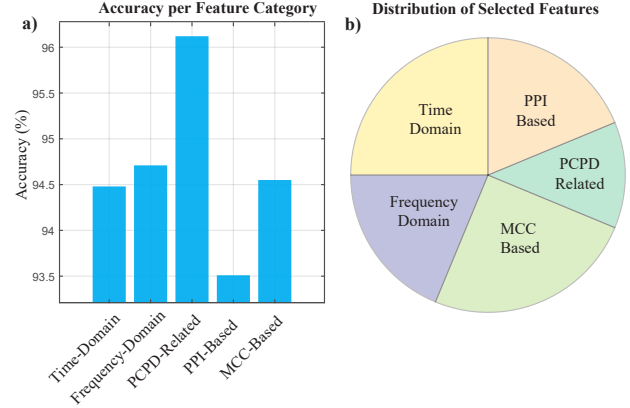 a)
Accuracy per Feature Category
Accuracy (%)
96
95.5
95
94.5
94
93.5
Time-Domain
Frequency-Domain
PCPD-Related
PPI-Based
MCC-Based
b)
Distribution of Selected Features
Time
Domain
PPI
Based
PCPD
Related
Frequency
Domain
MCC
Based